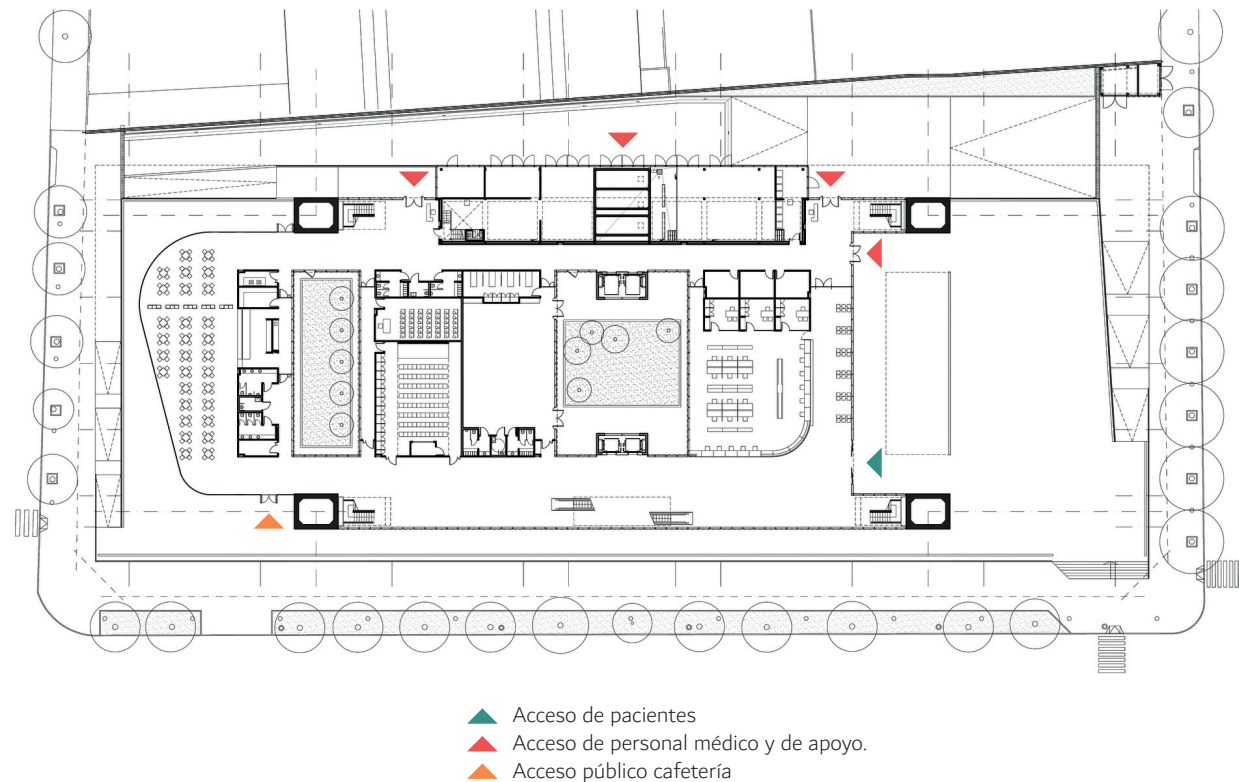 Acceso de pacientes
Acceso de personal médico y de apoyo.
Acceso público cafetería